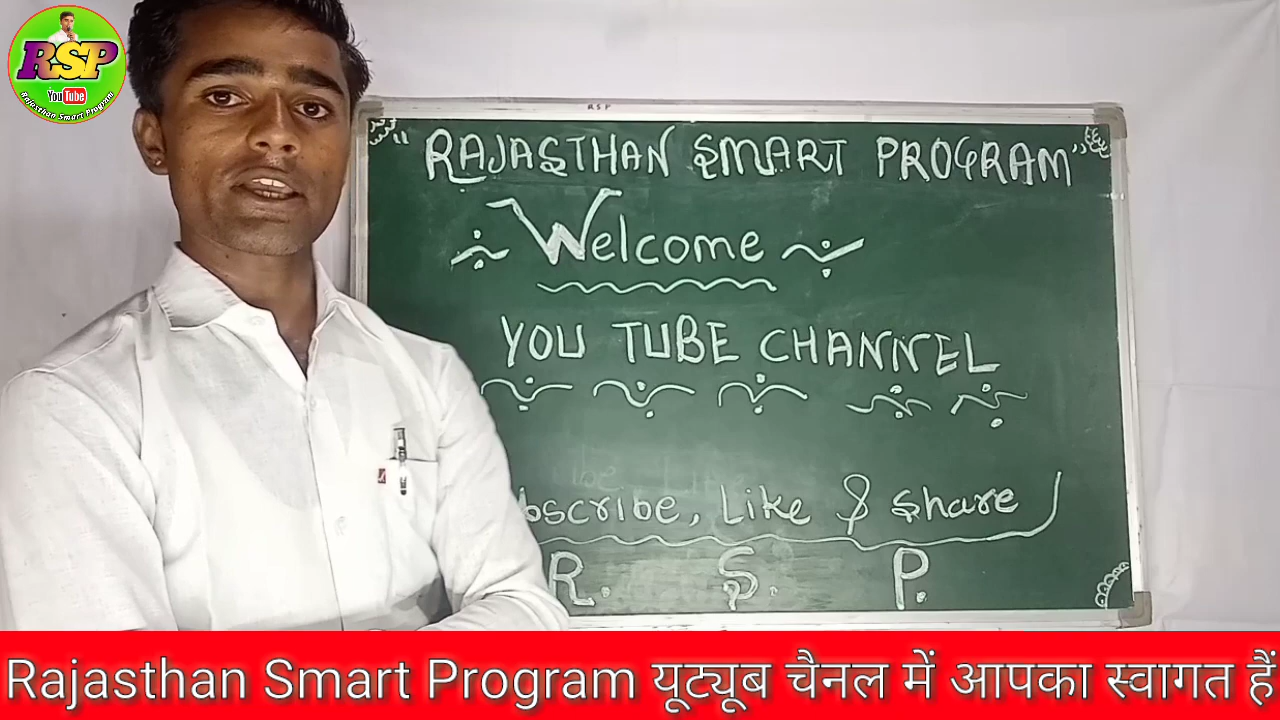 RSP
YouTube
Rajasthan Smart Program
RSP
"RAJASTHAN SMART PROGRAM"
Welcome
YOU TUBE CHANNEL
bscribe, Like & Share
R. S. P.
Rajasthan Smart Program यूट्यूब चैनल में आपका स्वागत हैं